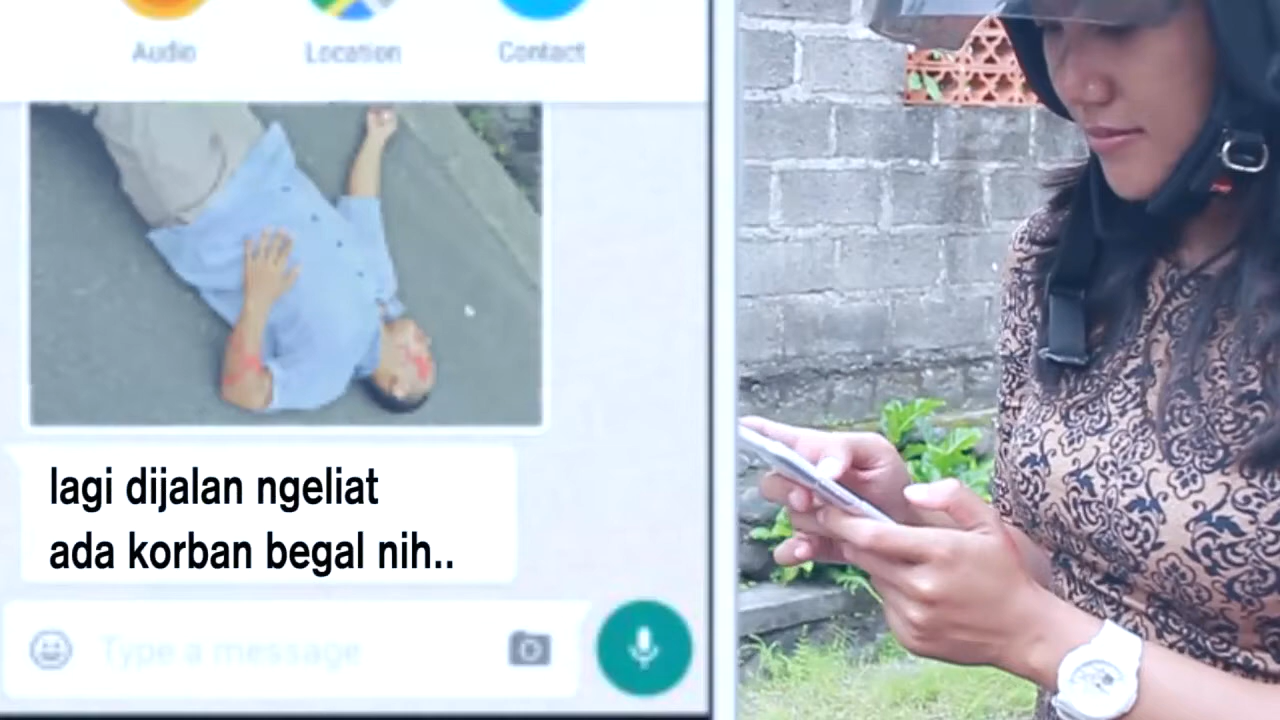 Audio
Location
Contact
lagi dijalan ngeliat
ada korban begal nih..
Type a message